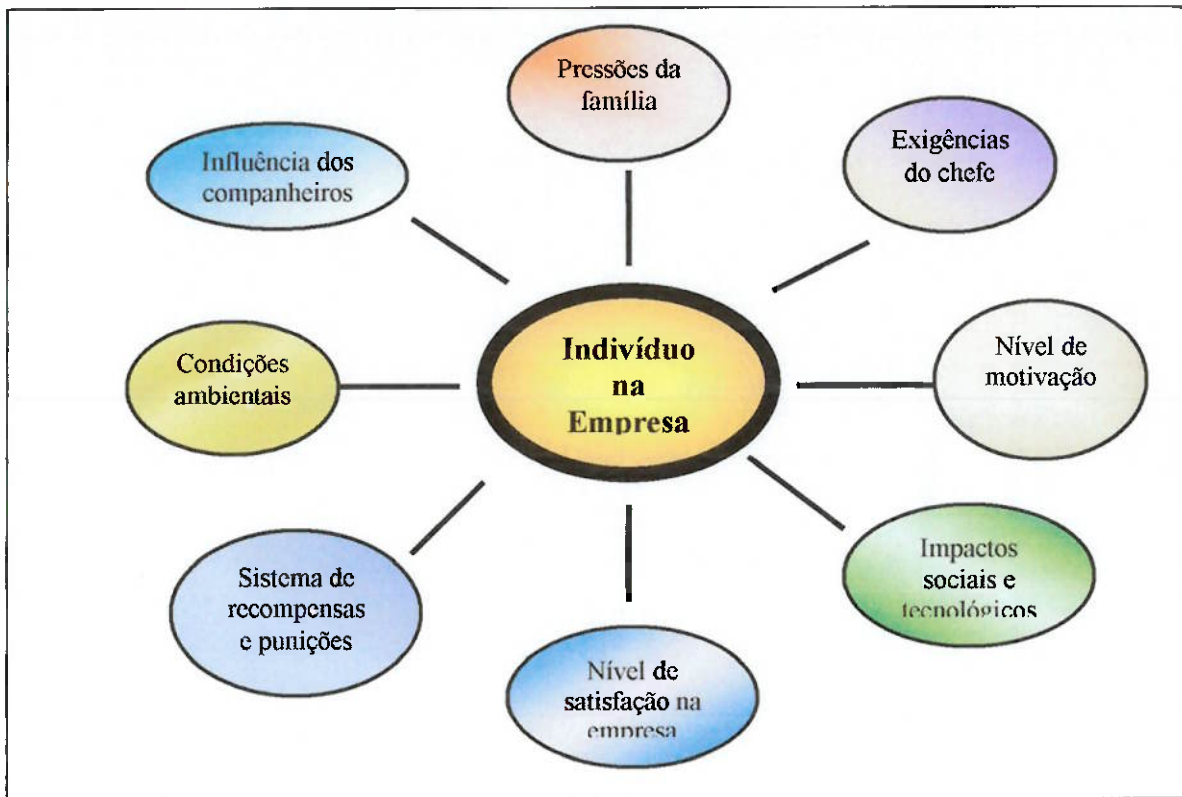 Pressões da
família
Influência dos
companheiros
Exigências
do chefe
Condições
ambientais
Indivíduo
na
Empresa
Nível de
motivação
Sistema de
recompensas
e punições
Impactos
sociais e
tecnológicos
Nível de
satisfação na
empresa